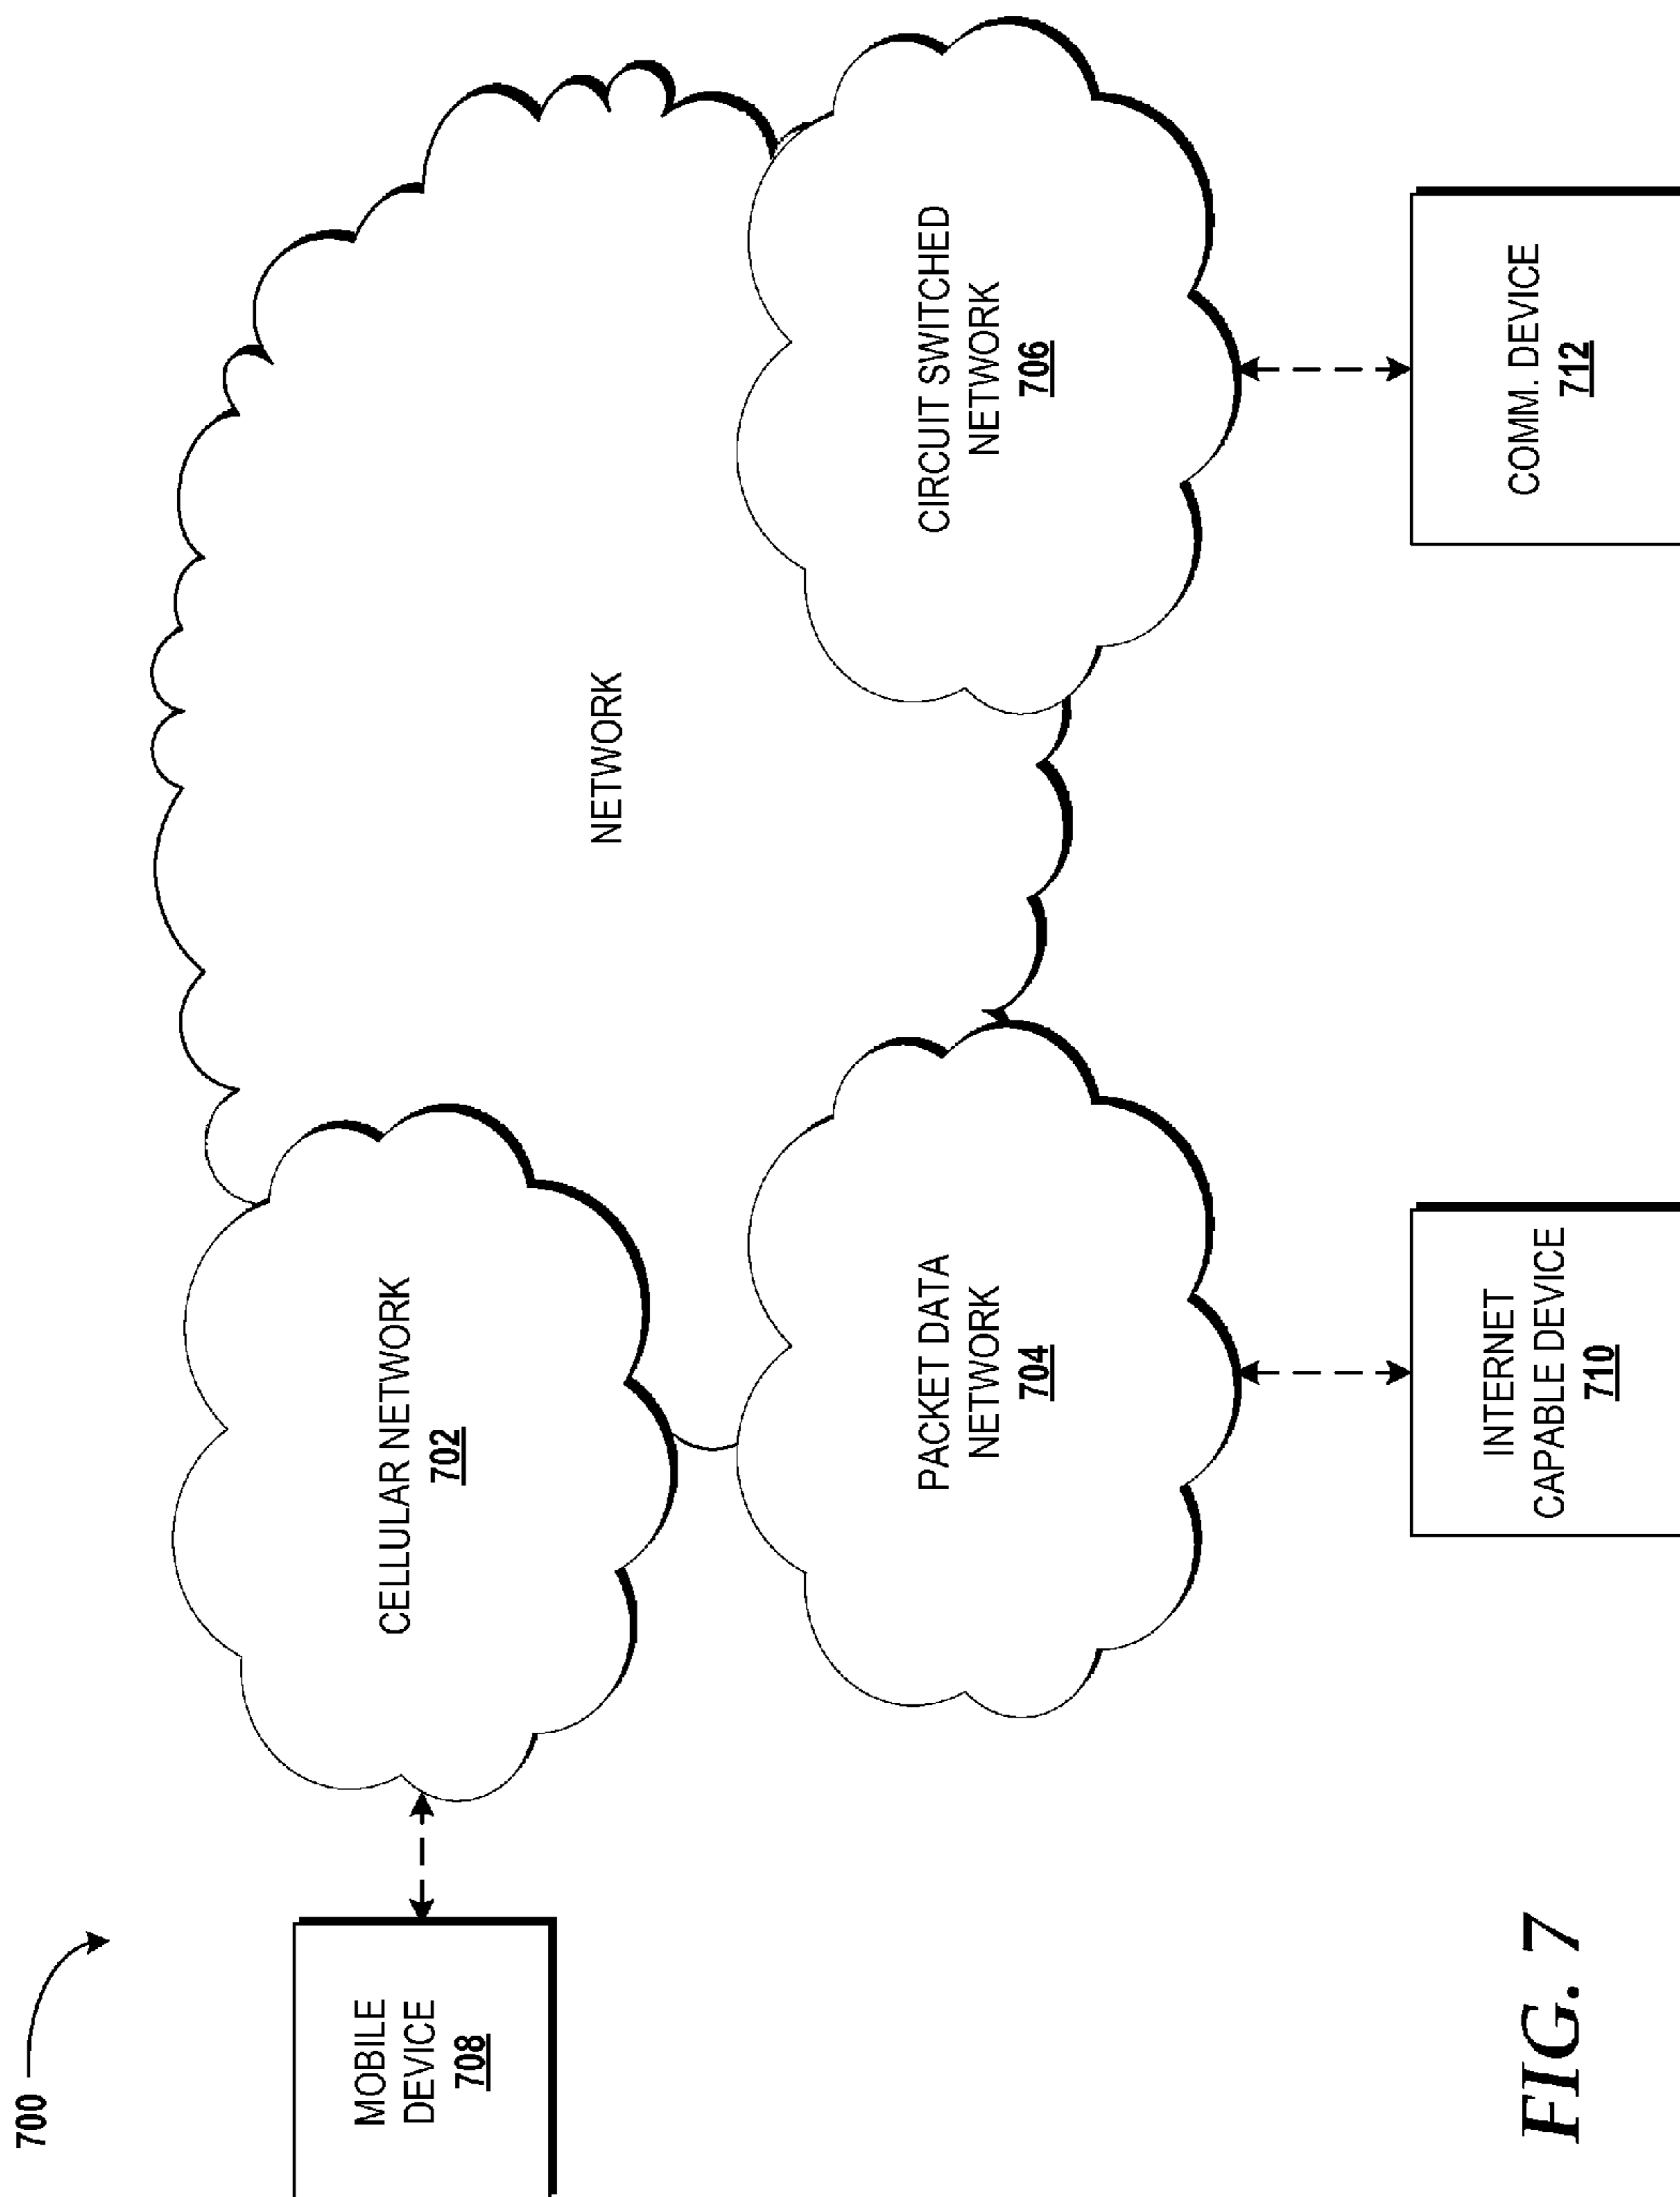 700
MOBILE
DEVICE
708
CELLULAR NETWORK
702
NETWORK
PACKET DATA
NETWORK
704
CIRCUIT SWITCHED
NETWORK
706
INTERNET
CAPABLE DEVICE
710
COMM. DEVICE
712
FIG. 7